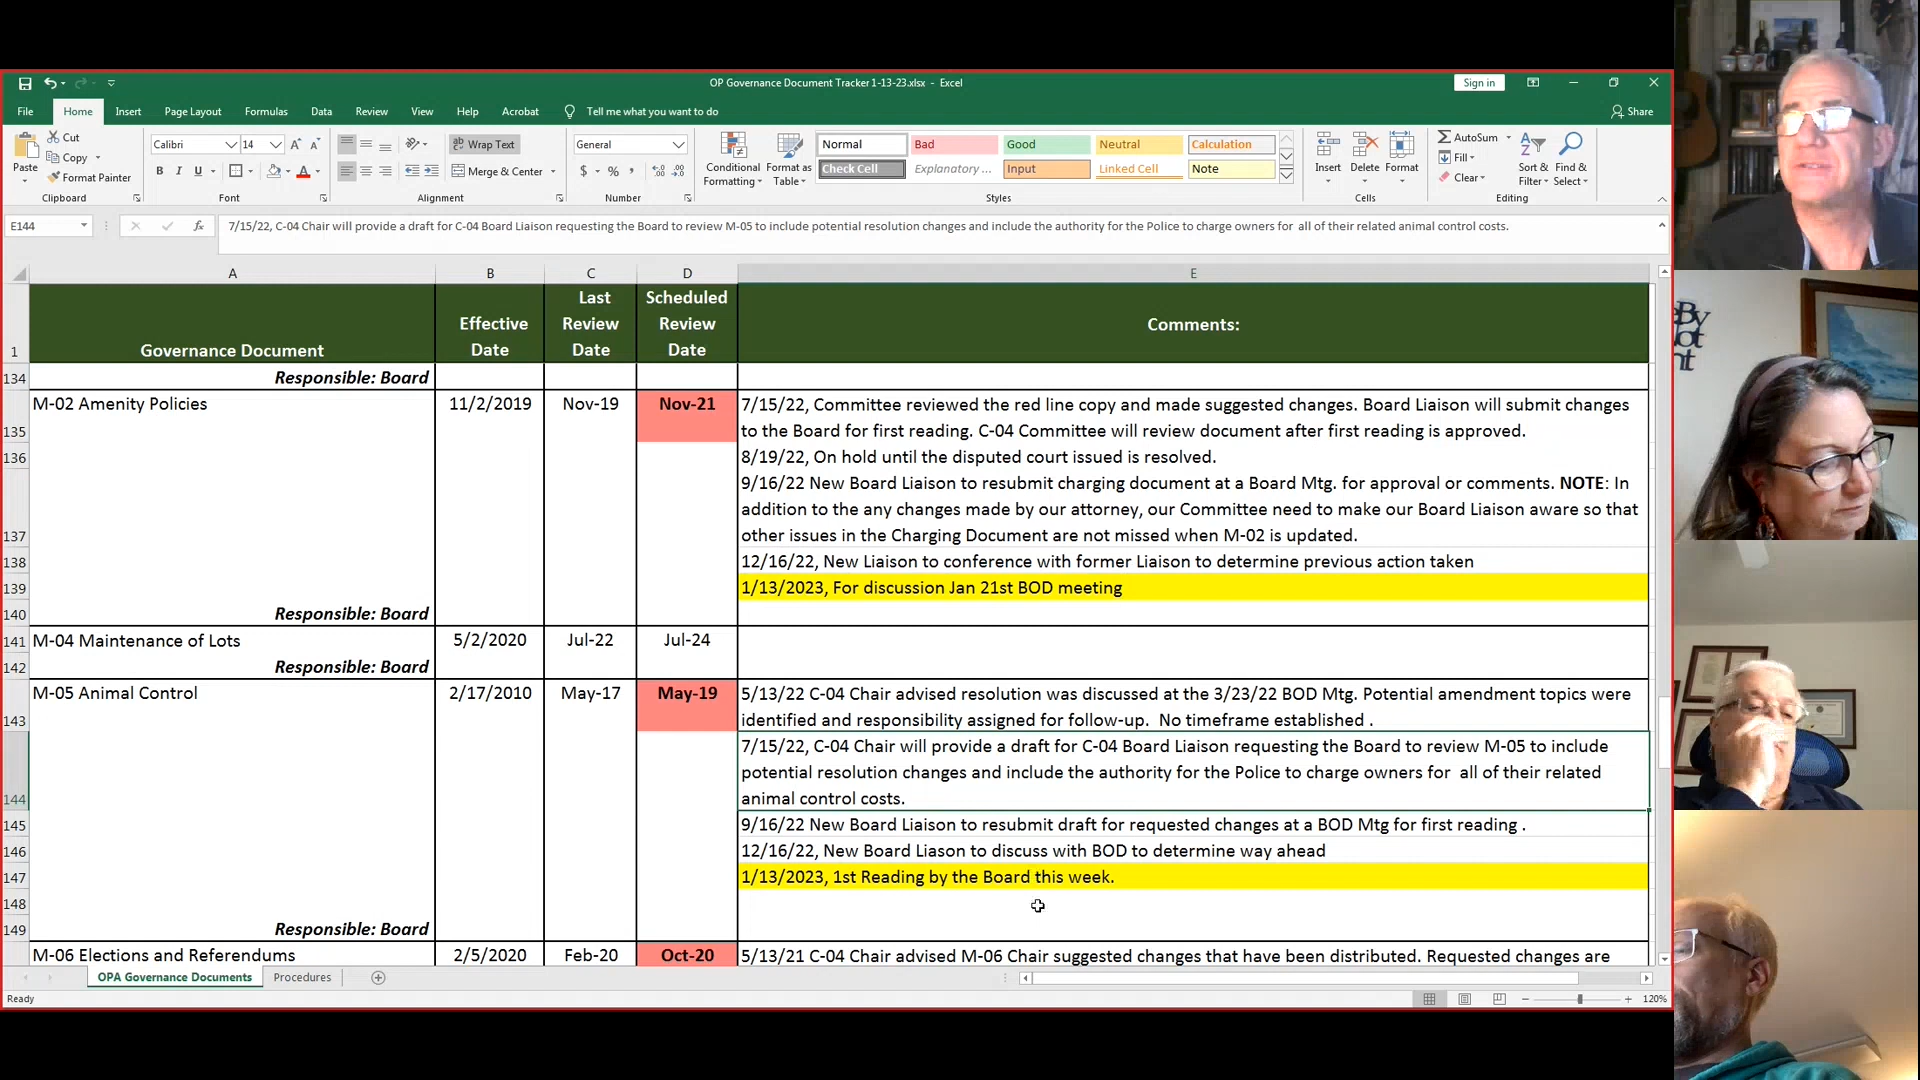 OP Governance Document Tracker 1-13-23.xlsx - Excel
Sign in
File Home Insert Page Layout Formulas Data Review View Help Acrobat Tell me what you want to do Share
Paste
Cut
Copy
Format Painter
Clipboard
Calibri 14
B I U
Font
Wrap Text
Merge & Center
Alignment
General
$ % ,
Number
Conditional Formatting
Format as Table
Normal Bad Good Neutral Calculation
Check Cell Explanatory ... Input Linked Cell Note
Styles
Insert Delete Format
Cells
AutoSum
Fill
Clear
Sort & Filter
Find & Select
Editing
E144
fx
7/15/22, C-04 Chair will provide a draft for C-04 Board Liaison requesting the Board to review M-05 to include potential resolution changes and include the authority for the Police to charge owners for all of their related animal control costs.
A B C D E
1
Governance Document
Effective Date
Last Review Date
Scheduled Review Date
Comments:
134 Responsible: Board
135 M-02 Amenity Policies 11/2/2019 Nov-19 Nov-21 7/15/22, Committee reviewed the red line copy and made suggested changes. Board Liaison will submit changes
to the Board for first reading. C-04 Committee will review document after first reading is approved.
136 8/19/22, On hold until the disputed court issued is resolved.
137 9/16/22 New Board Liaison to resubmit charging document at a Board Mtg. for approval or comments. NOTE: In
addition to the any changes made by our attorney, our Committee need to make our Board Liaison aware so that
other issues in the Charging Document are not missed when M-02 is updated.
138 12/16/22, New Liaison to conference with former Liaison to determine previous action taken
139 1/13/2023, For discussion Jan 21st BOD meeting
140 Responsible: Board
141 M-04 Maintenance of Lots 5/2/2020 Jul-22 Jul-24
142 Responsible: Board
143 M-05 Animal Control 2/17/2010 May-17 May-19 5/13/22 C-04 Chair advised resolution was discussed at the 3/23/22 BOD Mtg. Potential amendment topics were
identified and responsibility assigned for follow-up. No timeframe established .
144 7/15/22, C-04 Chair will provide a draft for C-04 Board Liaison requesting the Board to review M-05 to include
potential resolution changes and include the authority for the Police to charge owners for all of their related
animal control costs.
145 9/16/22 New Board Liaison to resubmit draft for requested changes at a BOD Mtg for first reading .
146 12/16/22, New Board Liason to discuss with BOD to determine way ahead
147 1/13/2023, 1st Reading by the Board this week.
148
149 Responsible: Board
M-06 Elections and Referendums 2/5/2020 Feb-20 Oct-20 5/13/21 C-04 Chair advised M-06 Chair suggested changes that have been distributed. Requested changes are
OPA Governance Documents Procedures
Ready
120%